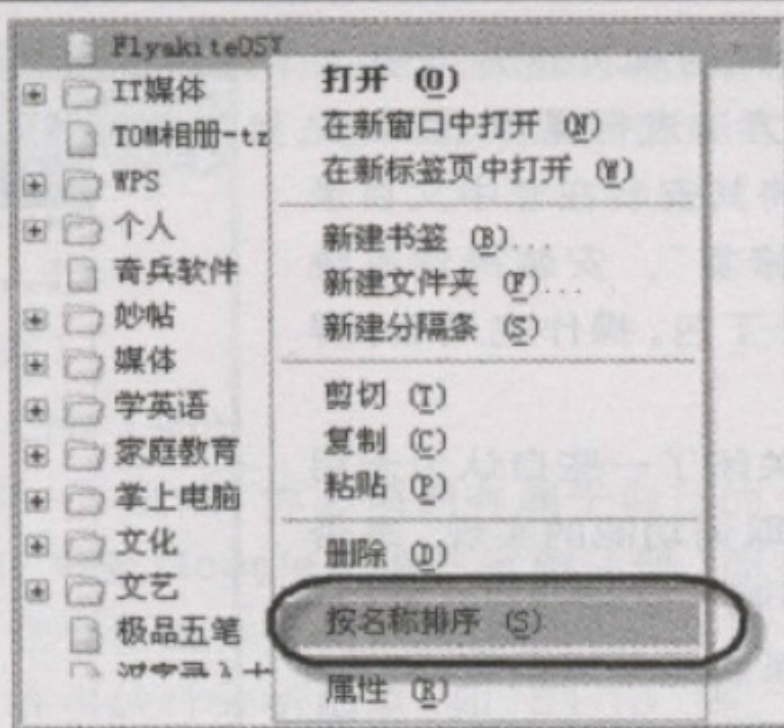 FlyakiteOSX
IT媒体
TOM相册-tz
WPS
个人
奇兵软件
妙帖
媒体
学英语
家庭教育
掌上电脑
文化
文艺
极品五笔
打开 (O)
在新窗口中打开 (N)
在新标签页中打开 (W)
新建书签 (B)...
新建文件夹 (F)...
新建分隔条 (S)
剪切 (T)
复制 (C)
粘贴 (P)
删除 (D)
按名称排序 (S)
属性 (R)